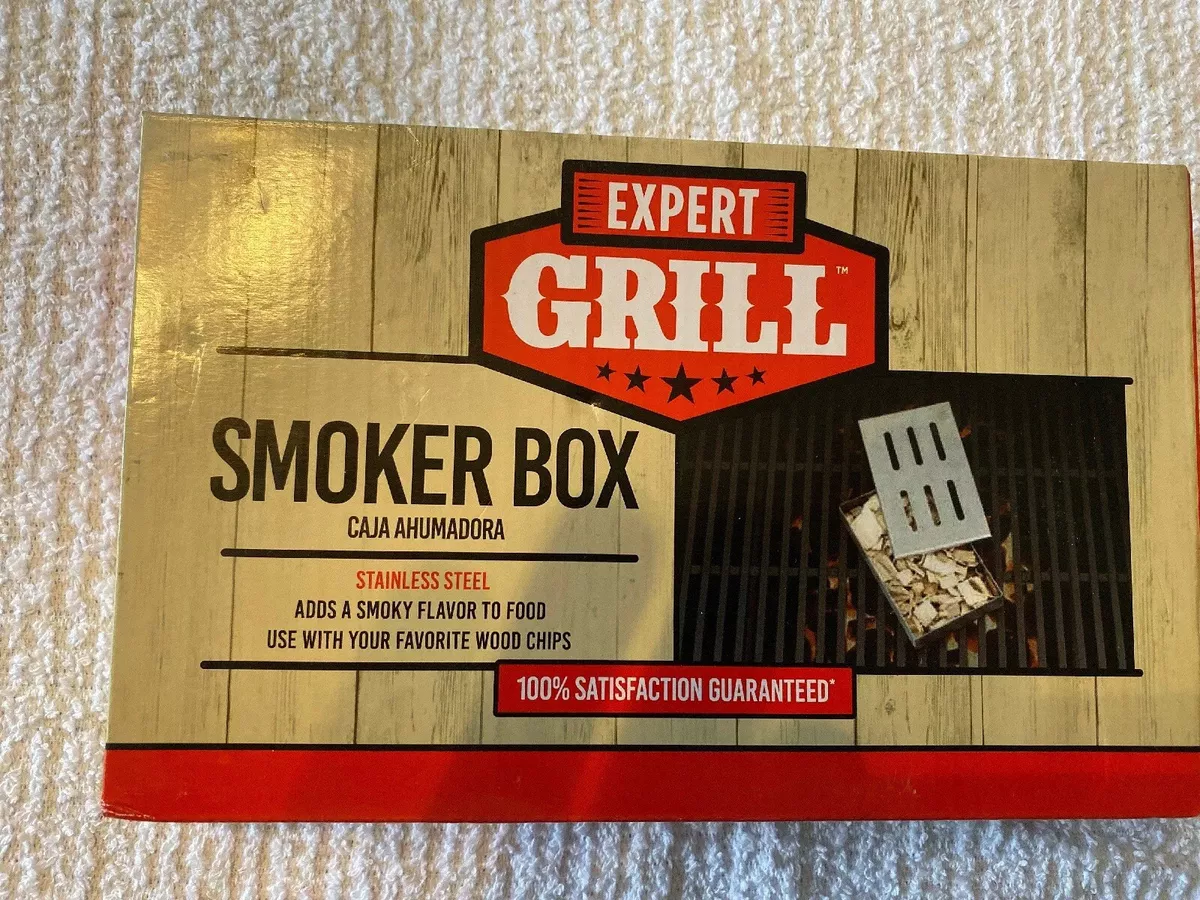 EXPERT
GRILL™
SMOKER BOX
CAJA AHUMADORA
STAINLESS STEEL
ADDS A SMOKY FLAVOR TO FOOD
USE WITH YOUR FAVORITE WOOD CHIPS
100% SATISFACTION GUARANTEED*